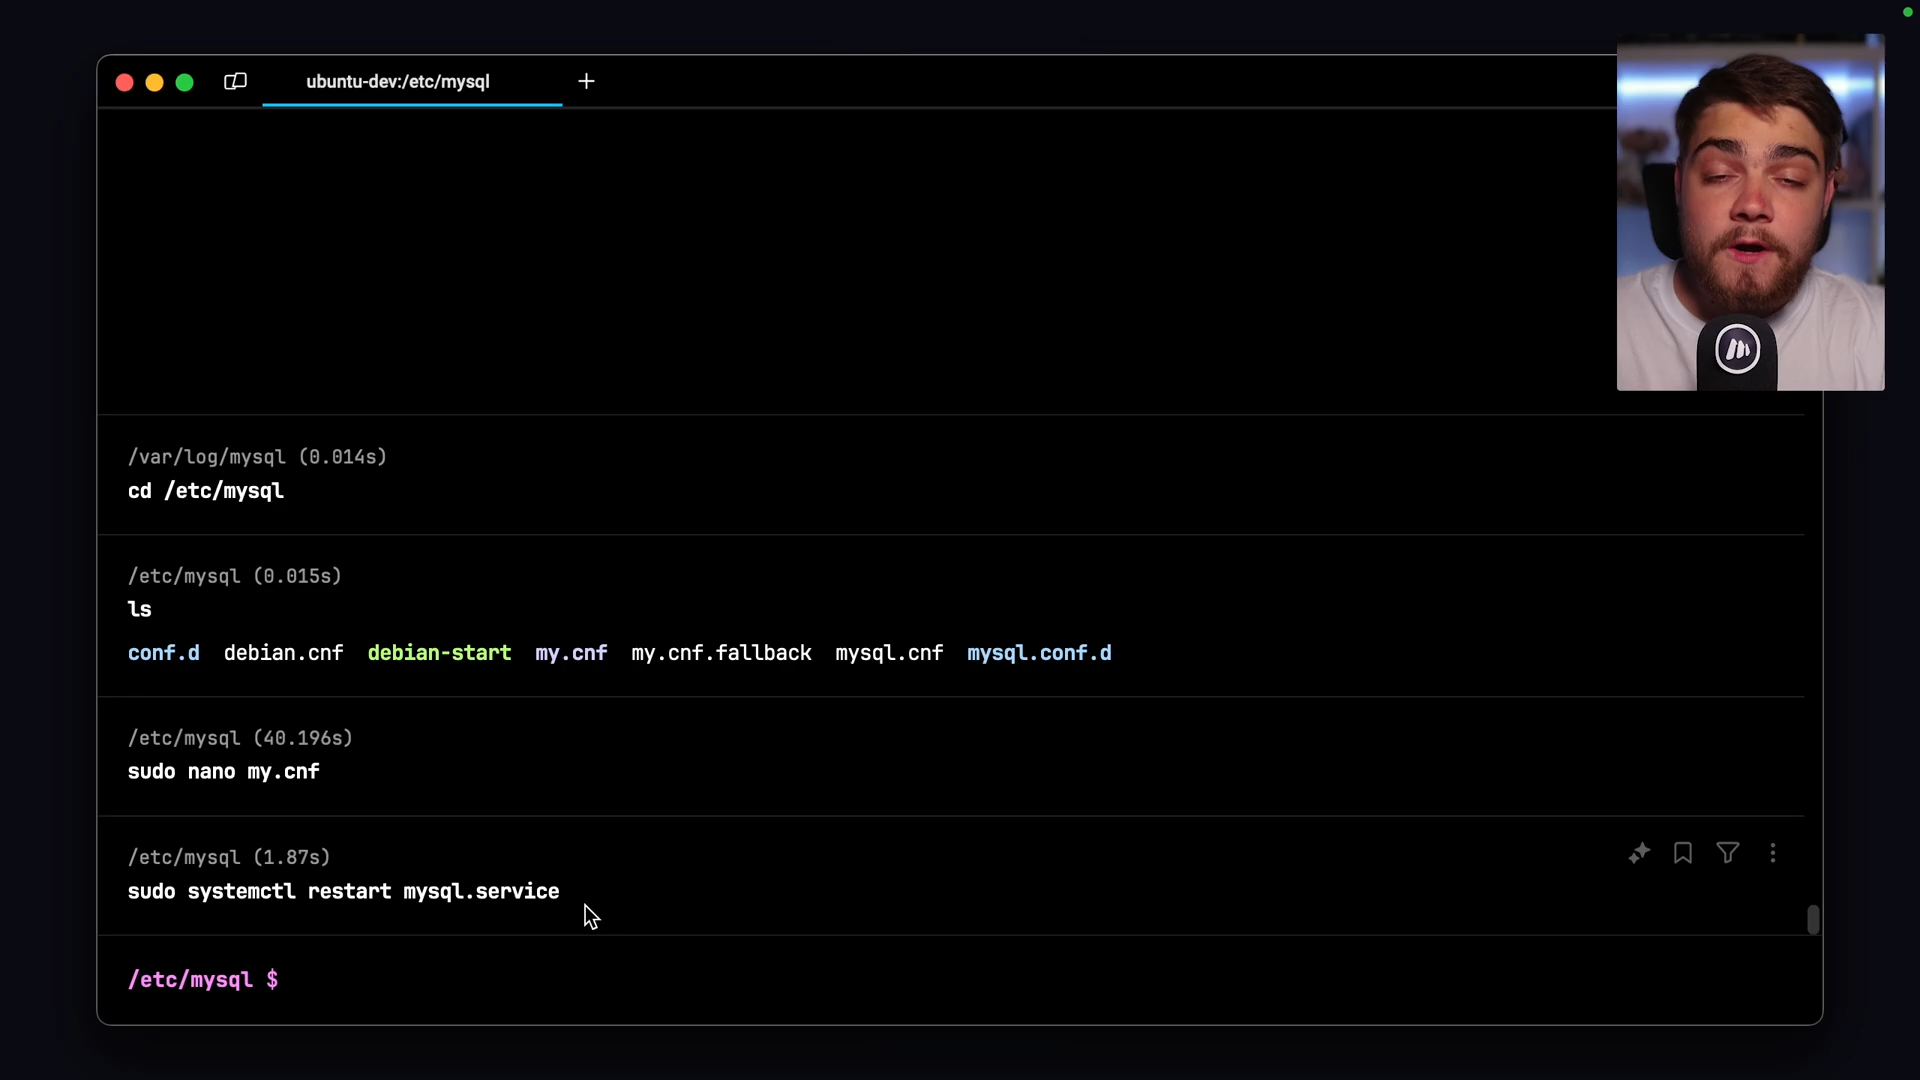 ubuntu-dev:/etc/mysql
/var/log/mysql (0.014s)
cd /etc/mysql
/etc/mysql (0.015s)
ls
conf.d debian.cnf debian-start my.cnf my.cnf.fallback mysql.cnf mysql.conf.d
/etc/mysql (40.196s)
sudo nano my.cnf
/etc/mysql (1.87s)
sudo systemctl restart mysql.service
/etc/mysql $